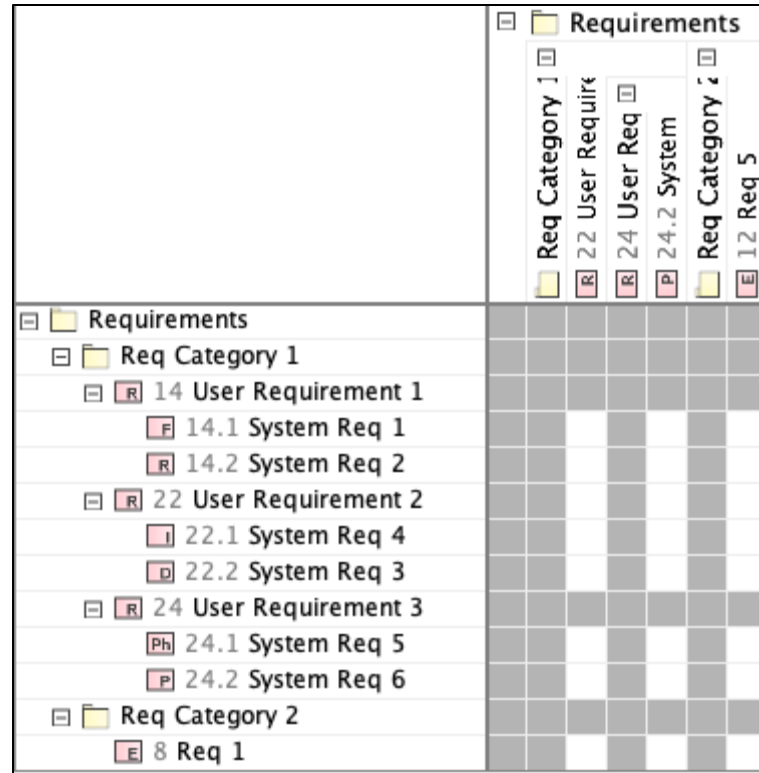 Requirements
Req Category 1
22 User Require
24 User Req
24.2 System
Req Category 2
12 Req 5
Requirements
Req Category 1
R 14 User Requirement 1
F 14.1 System Req 1
R 14.2 System Req 2
R 22 User Requirement 2
I 22.1 System Req 4
D 22.2 System Req 3
R 24 User Requirement 3
Ph 24.1 System Req 5
P 24.2 System Req 6
Req Category 2
E 8 Req 1